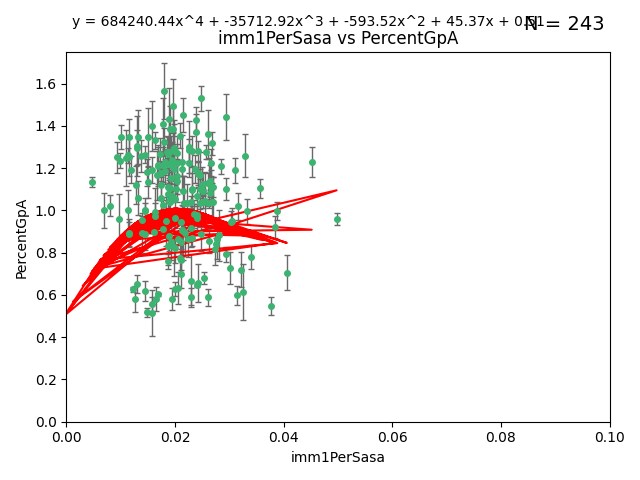 y = 684240.44x^4 + -35712.92x^3 + -593.52x^2 + 45.37x + 0.51
N = 243
imm1PerSasa vs PercentGpA
PercentGpA
1.6
1.4
1.2
1.0
0.8
0.6
0.4
0.2
0.0
0.00 0.02 0.04 0.06 0.08 0.10
imm1PerSasa